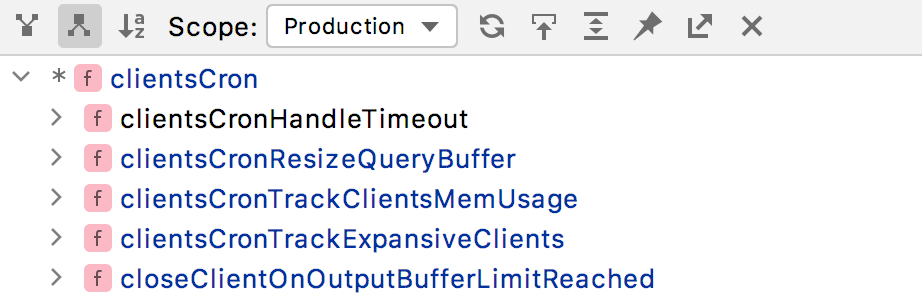 Scope: Production
* f clientsCron
f clientsCronHandleTimeout
f clientsCronResizeQueryBuffer
f clientsCronTrackClientsMemUsage
f clientsCronTrackExpansiveClients
f closeClientOnOutputBufferLimitReached